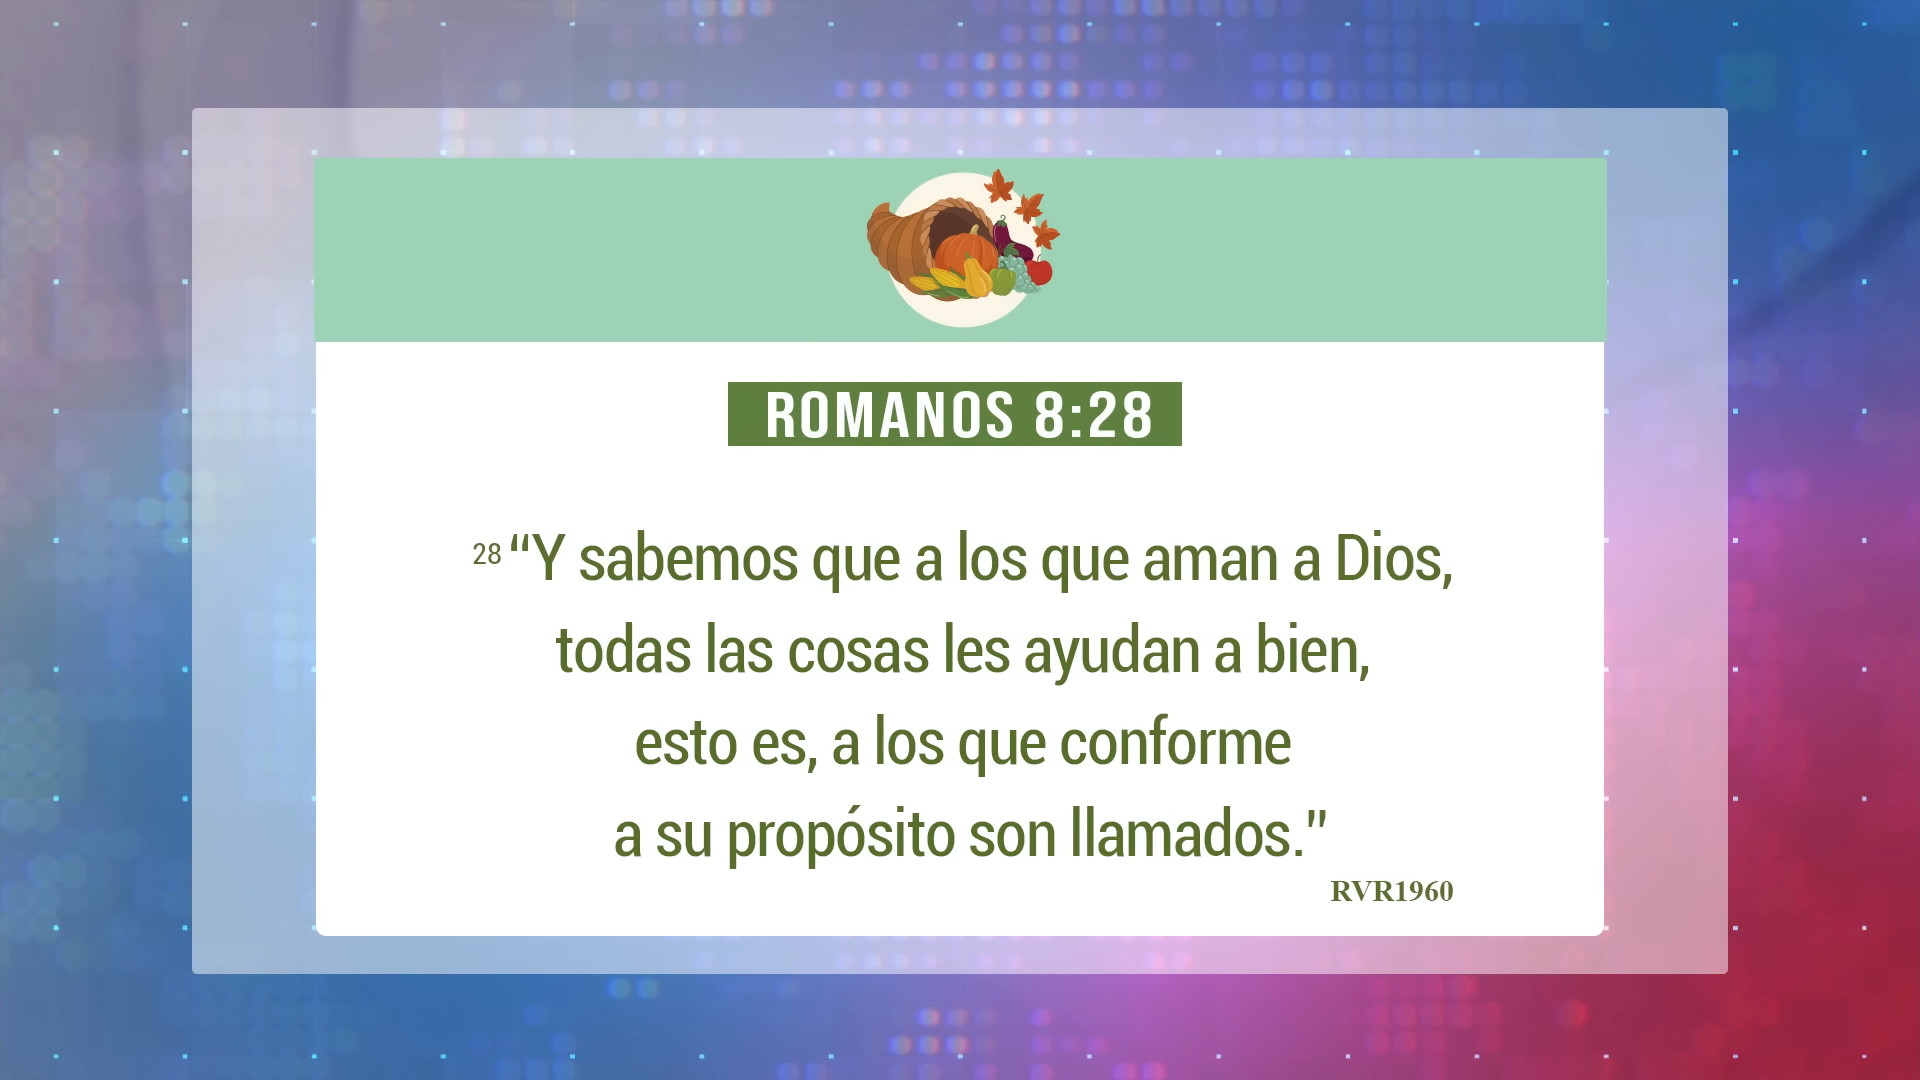 ROMANOS 8:28
28 “Y sabemos que a los que aman a Dios,
todas las cosas les ayudan a bien,
esto es, a los que conforme
a su propósito son llamados.”
RVR1960